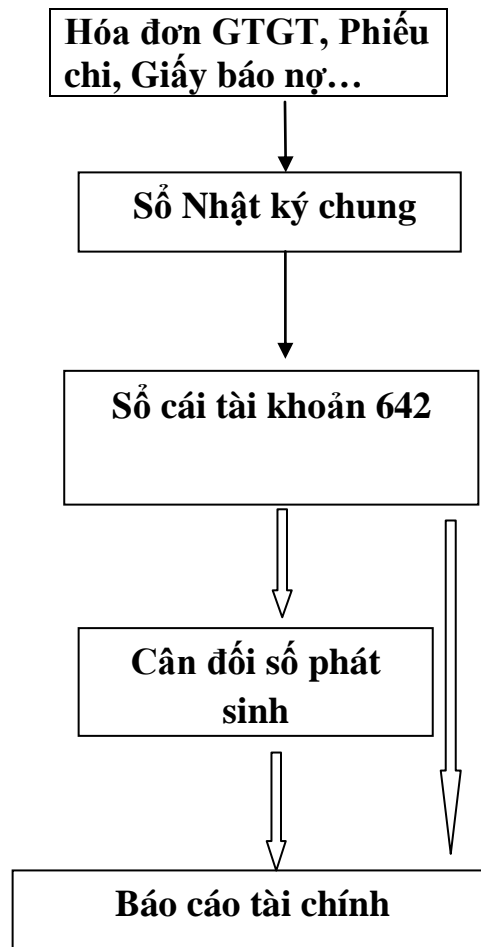 Hóa đơn GTGT, Phiếu
chi, Giấy báo nợ…
Sổ Nhật ký chung
Sổ cái tài khoản 642
Cân đối số phát
sinh
Báo cáo tài chính